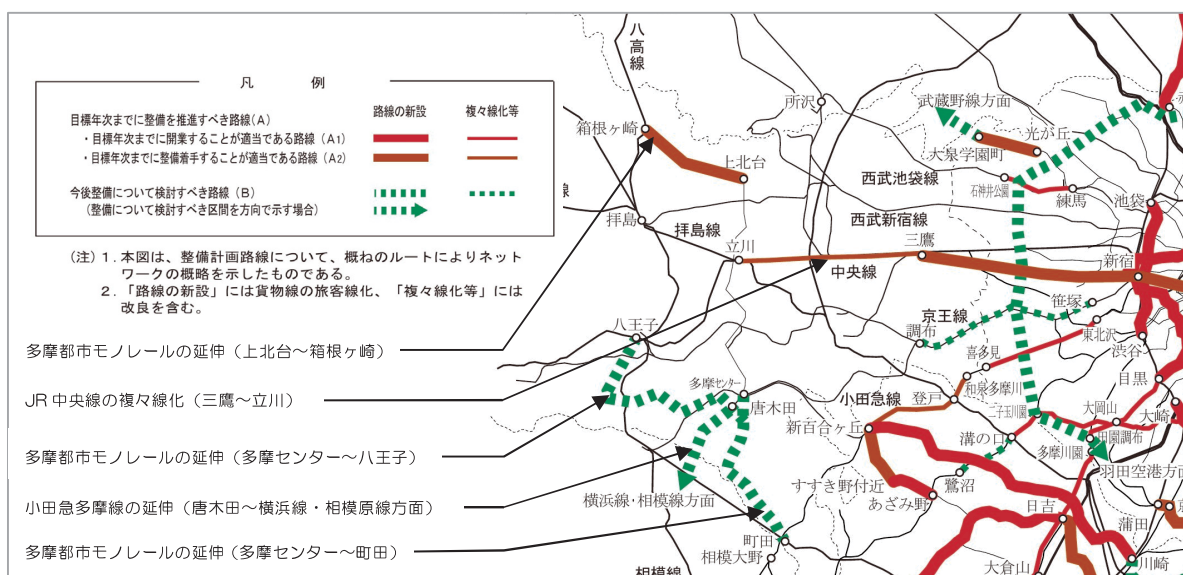 凡　例
路線の新設
複々線化等
目標年次までに整備を推進すべき路線(A)
・目標年次までに開業することが適当である路線(A1)
・目標年次までに整備着手することが適当である路線(A2)
今後整備について検討すべき路線(B)
(整備について検討すべき区間を方向で示す場合)
(注) 1. 本図は、整備計画路線について、概ねのルートによりネット
ワークの概略を示したものである。
2. 「路線の新設」には貨物線の旅客線化、「複々線化等」には
改良を含む。
多摩都市モノレールの延伸(上北台～箱根ヶ崎)
JR中央線の複々線化(三鷹～立川)
多摩都市モノレールの延伸(多摩センター～八王子)
小田急多摩線の延伸(唐木田～横浜線・相模原線方面)
多摩都市モノレールの延伸(多摩センター～町田)
八高線
所沢
武蔵野線方面
箱根ヶ崎
光が丘
大泉学園町
上北台
西武池袋線
石神井公園
練馬
池袋
拝島
拝島線
西武新宿線
立川
三鷹
中央線
新宿
笹塚
京王線
八王子
調布
東北沢
渋谷
喜多見
目黒
多摩センター
和泉多摩川
唐木田
小田急線
登戸
二子玉川園
大岡山
大崎
新百合ヶ丘
溝の口
田園調布
多摩川園
羽田空港方面
横浜線・相模線方面
すすき野付近
鷺沼
あざみ野
日吉
蒲田
町田
相模大野
川崎
相模線
大倉山